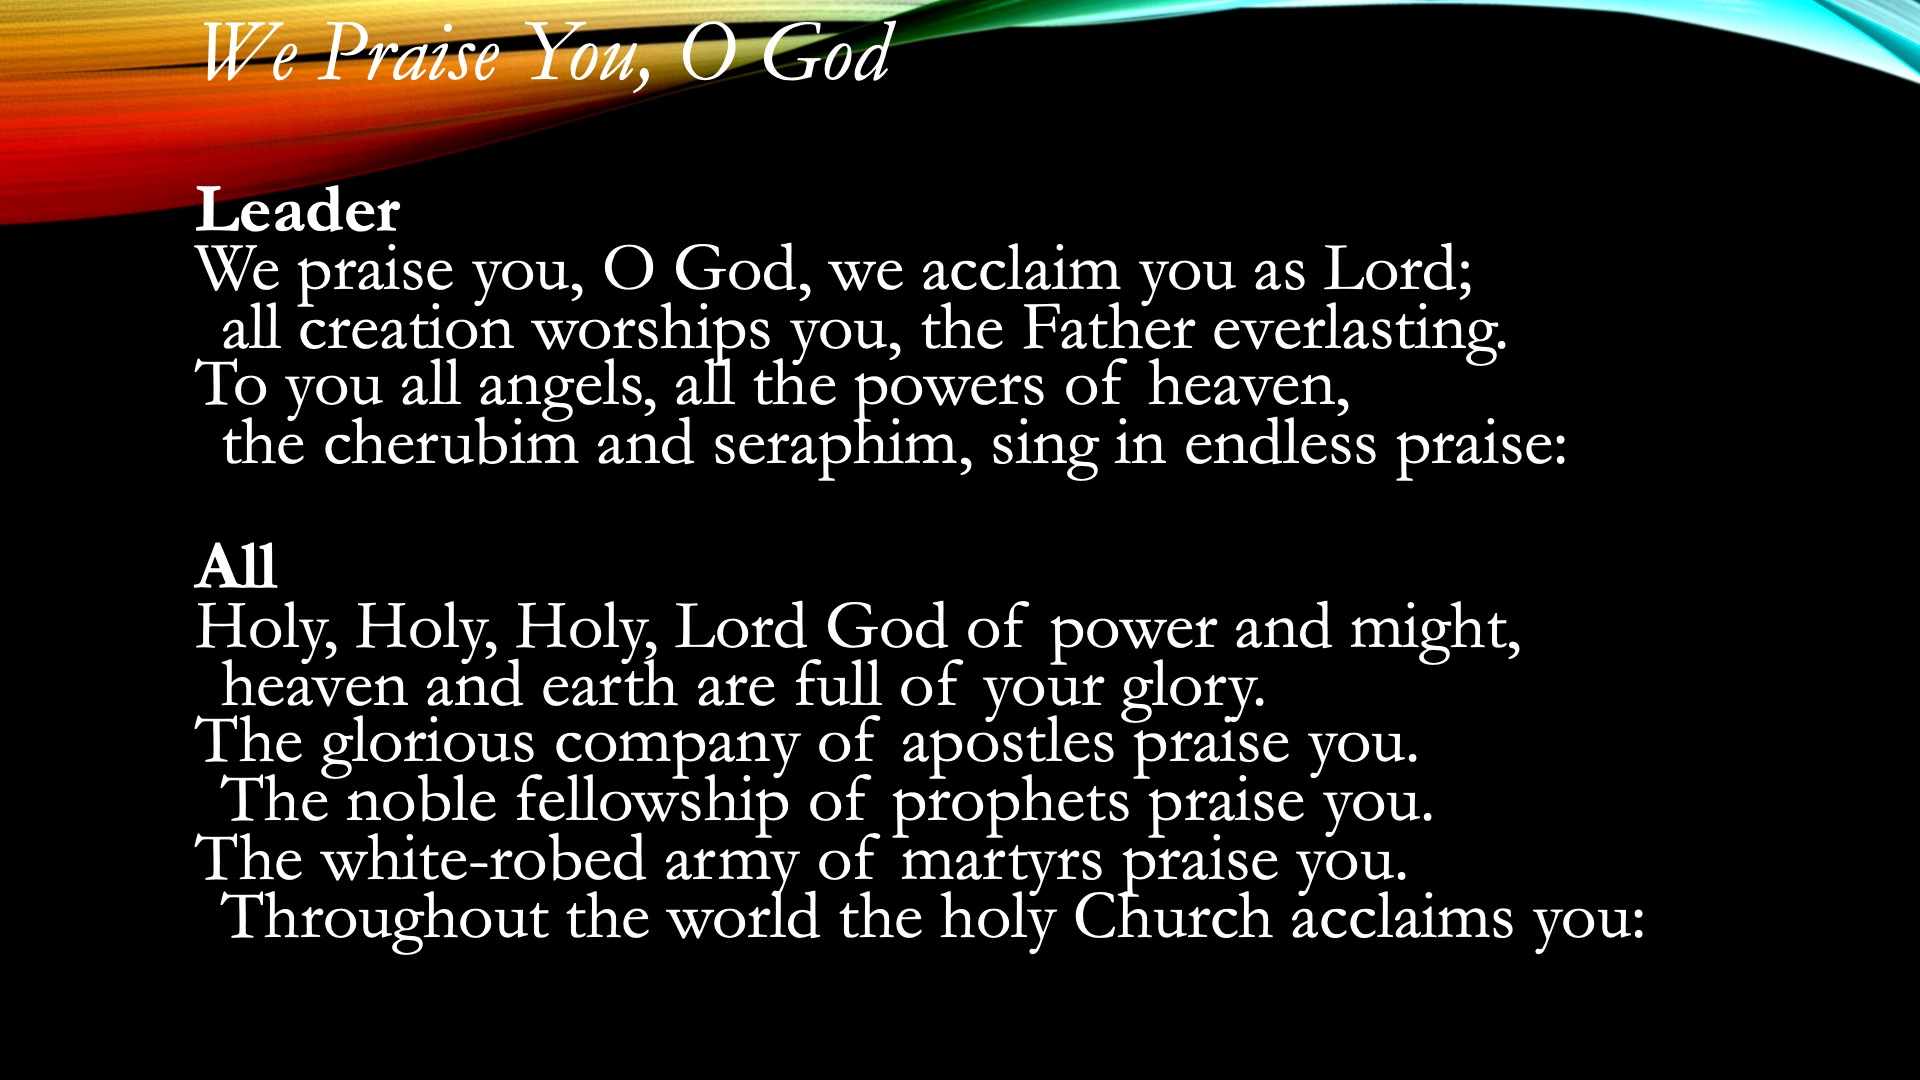 We Praise You, O God
Leader
We praise you, O God, we acclaim you as Lord;
all creation worships you, the Father everlasting.
To you all angels, all the powers of heaven,
the cherubim and seraphim, sing in endless praise:
All
Holy, Holy, Holy, Lord God of power and might,
heaven and earth are full of your glory.
The glorious company of apostles praise you.
The noble fellowship of prophets praise you.
The white-robed army of martyrs praise you.
Throughout the world the holy Church acclaims you: